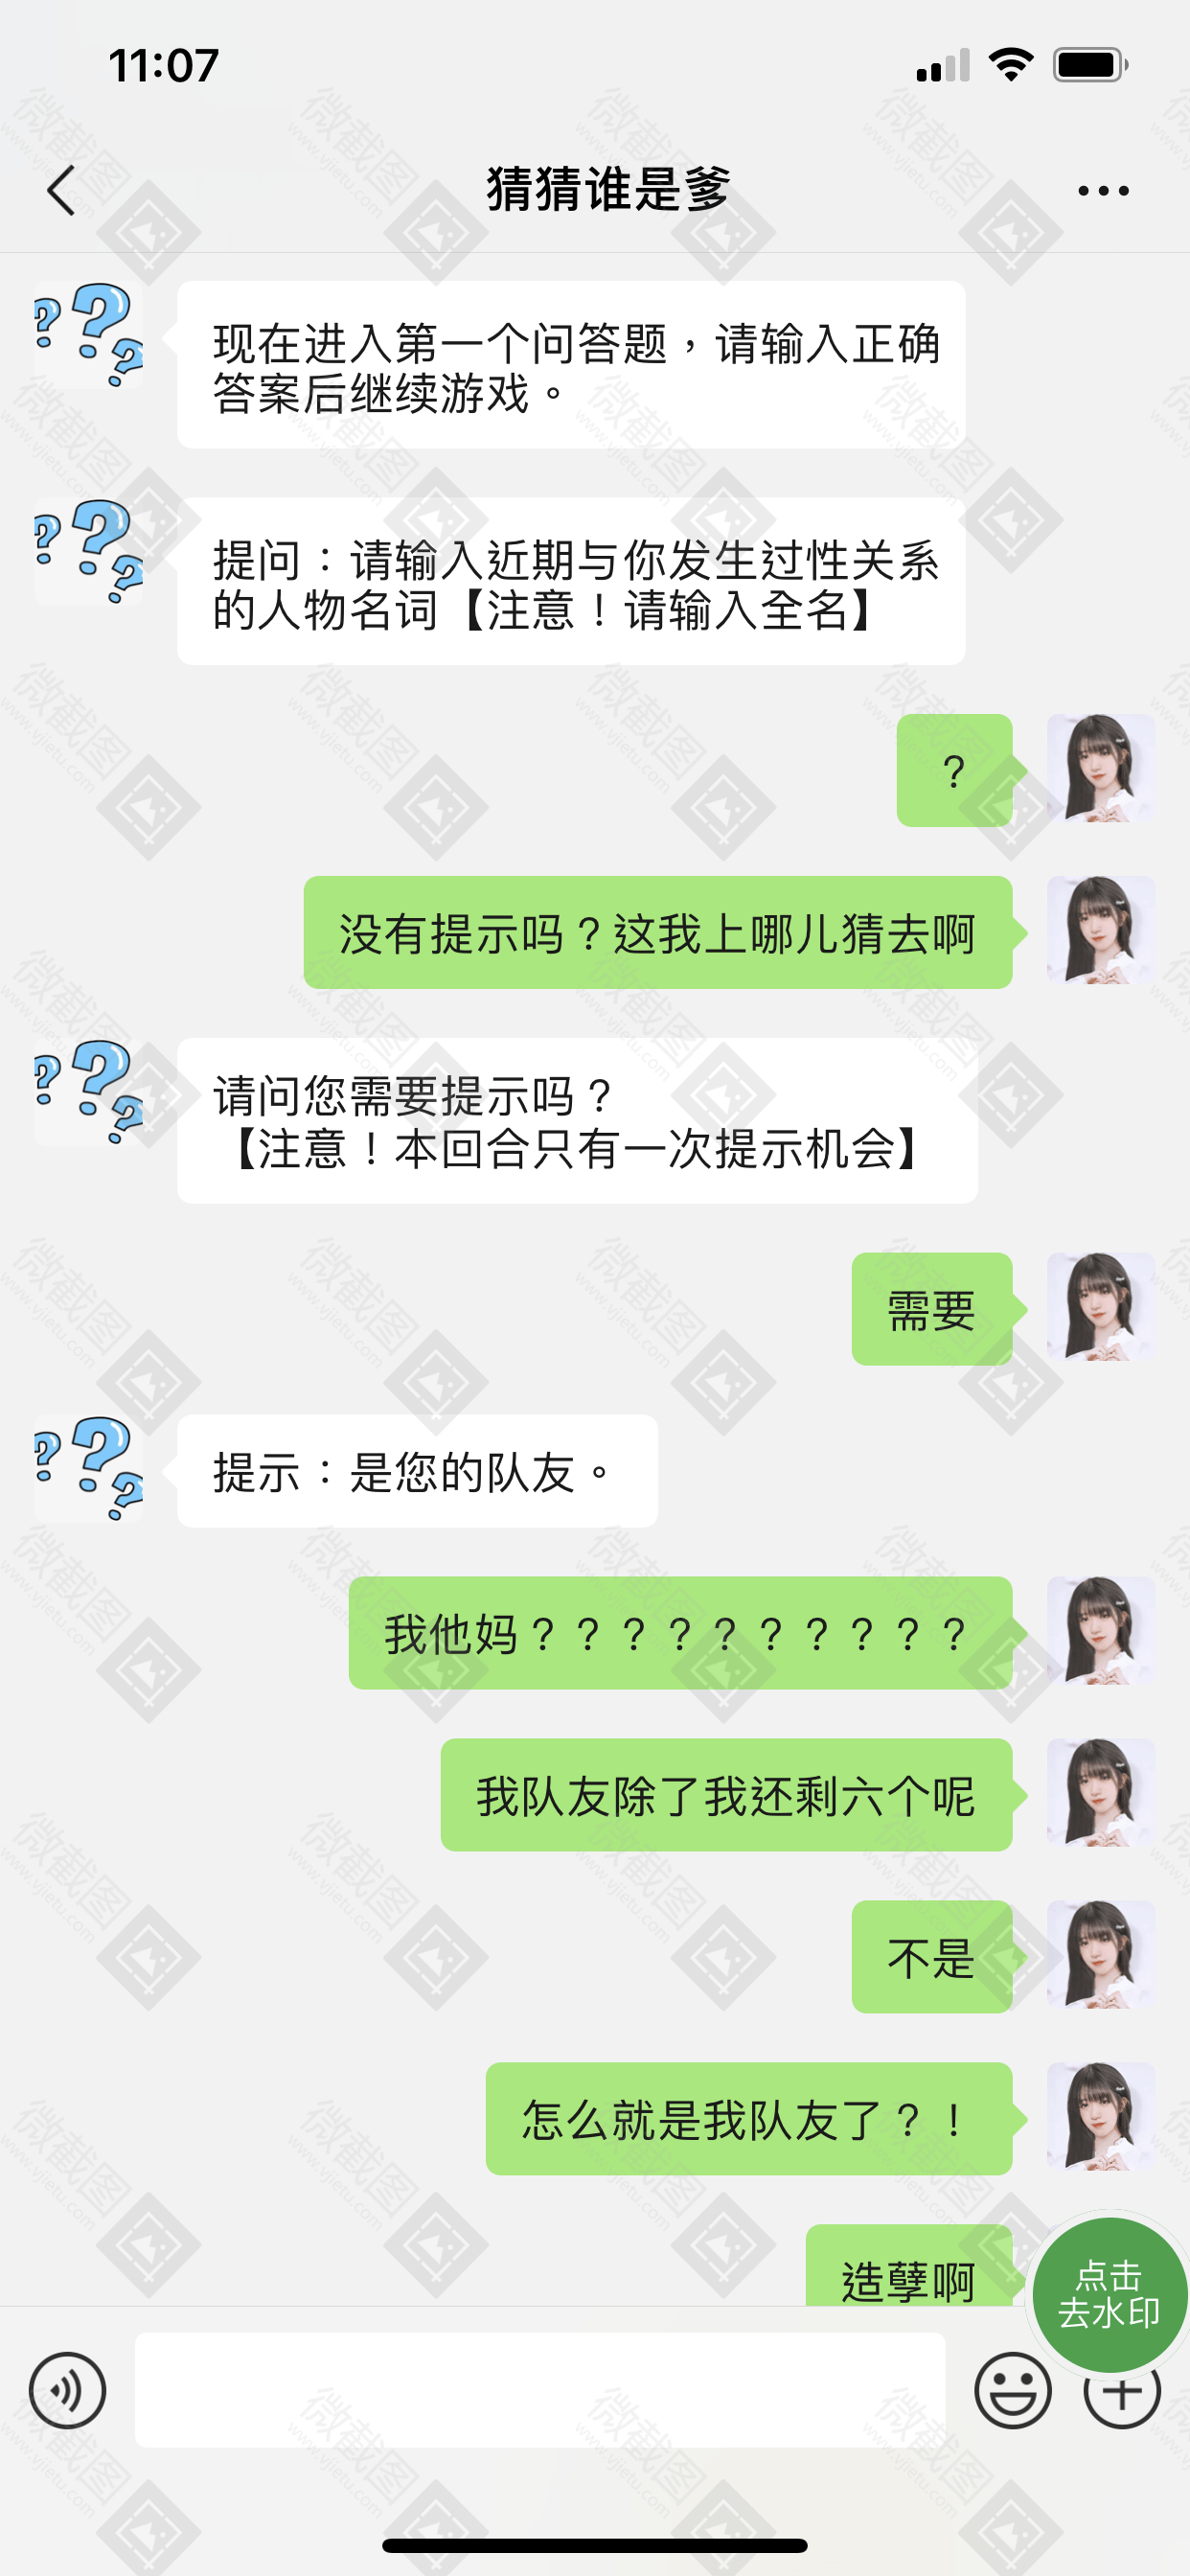 11:07
猜猜谁是爹
现在进入第一个问答题，请输入正确
答案后继续游戏。
提问：请输入近期与你发生过性关系
的人物名词【注意！请输入全名】
？
没有提示吗？这我上哪儿猜去啊
请问您需要提示吗？
【注意！本回合只有一次提示机会】
需要
提示：是您的队友。
我他妈？？？？？？？？？？
我队友除了我还剩六个呢
不是
怎么就是我队友了？！
造孽啊
点击
去水印
微截图
www.vjietu.com